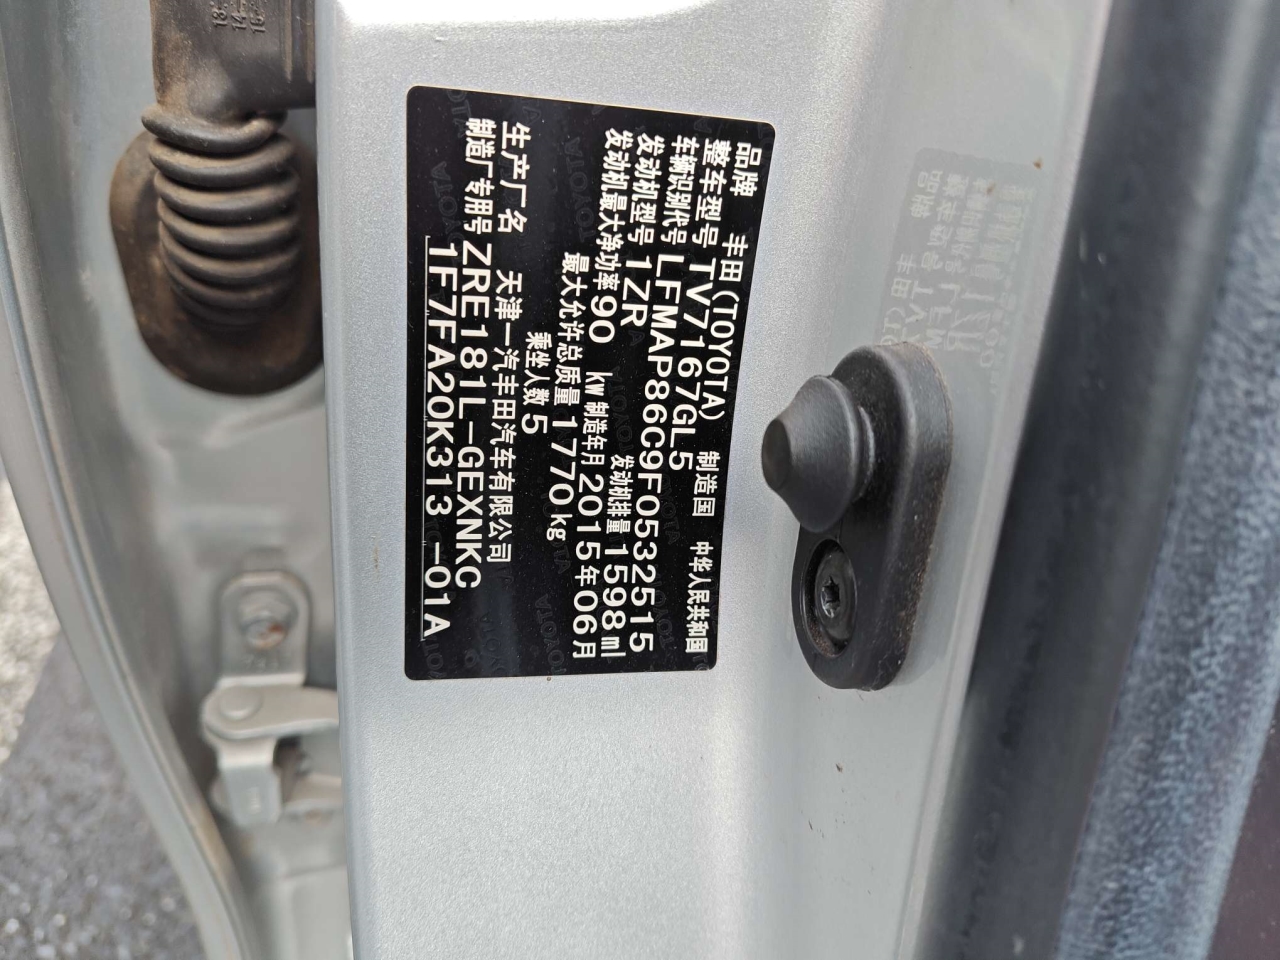 品牌 丰田(TOYOTA) 制造国 中华人民共和国
整车型号 TV7167GL5
车辆识别代号 LFMAP86C9F0532515
发动机型号 1ZR 发动机排量 1598ml
发动机最大净功率 90 kW 制造年月 2015年06月
最大允许总质量 1770kg
乘坐人数 5
生产厂名 天津一汽丰田汽车有限公司
制造厂专用号 ZRE181L-GEXNKC
1F7FA20K313 -01A